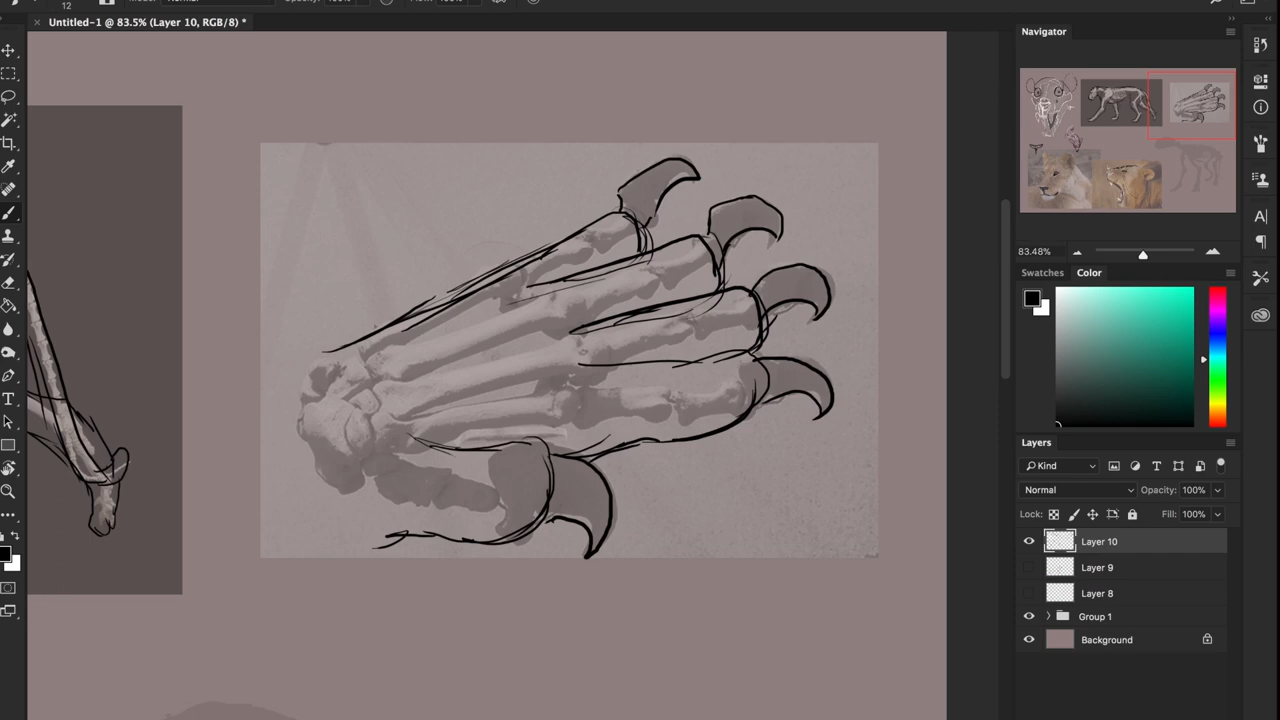 12
Untitled-1 @ 83.5% (Layer 10, RGB/8) *
Navigator
83.48%
Swatches
Color
Layers
Kind
Normal
Opacity: 100%
Lock:
Fill: 100%
Layer 10
Layer 9
Layer 8
Group 1
Background